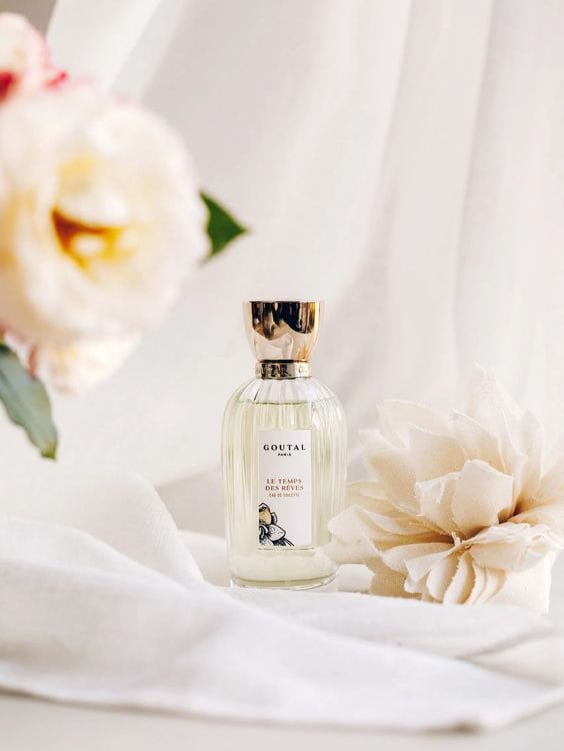 GOUTAL
PARIS
LE TEMPS
DES RÊVES
EAU DE TOILETTE